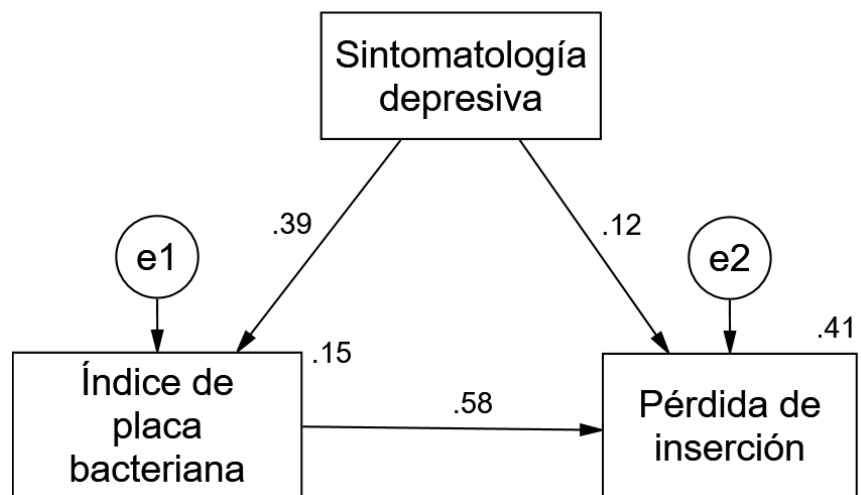 Sintomatología
depresiva
.39
.12
e1
e2
.41
.15
Índice de
placa
bacteriana
.58
Pérdida de
inserción